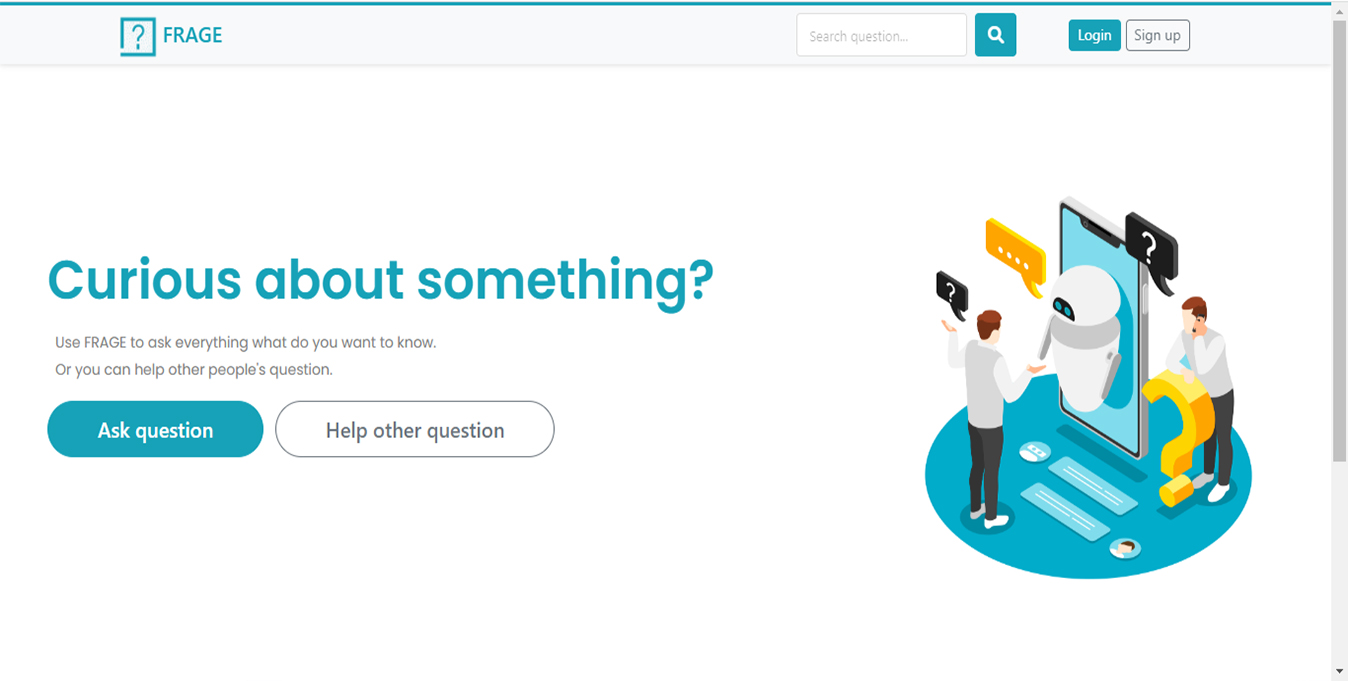 ? FRAGE
Search question...
Login
Sign up
Curious about something?
Use FRAGE to ask everything what do you want to know.
Or you can help other people's question.
Ask question
Help other question
?
?
?